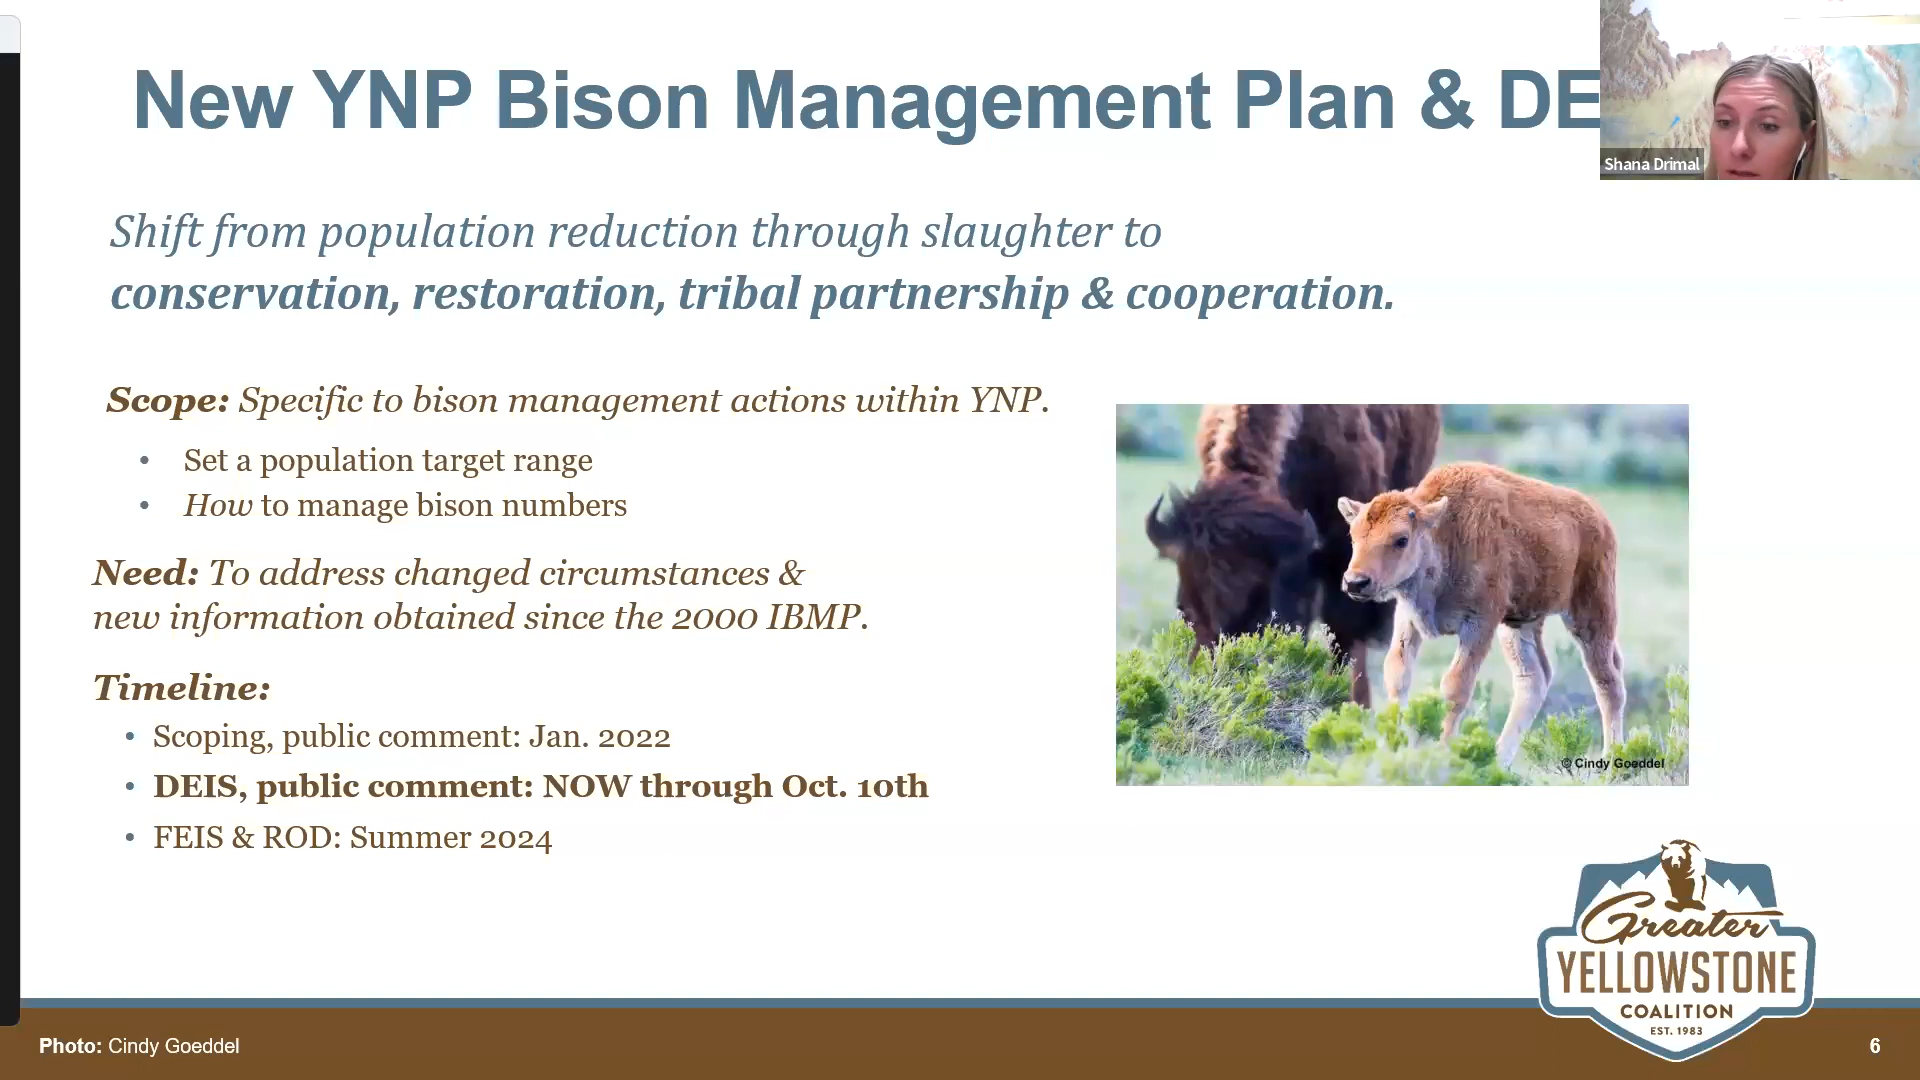 New YNP Bison Management Plan & DE
Shana Drimal
Shift from population reduction through slaughter to
conservation, restoration, tribal partnership & cooperation.
Scope: Specific to bison management actions within YNP.
• Set a population target range
• How to manage bison numbers
Need: To address changed circumstances &
new information obtained since the 2000 IBMP.
Timeline:
• Scoping, public comment: Jan. 2022
• DEIS, public comment: NOW through Oct. 10th
• FEIS & ROD: Summer 2024
© Cindy Goeddel
Greater
YELLOWSTONE
COALITION
EST. 1983
Photo: Cindy Goeddel
6